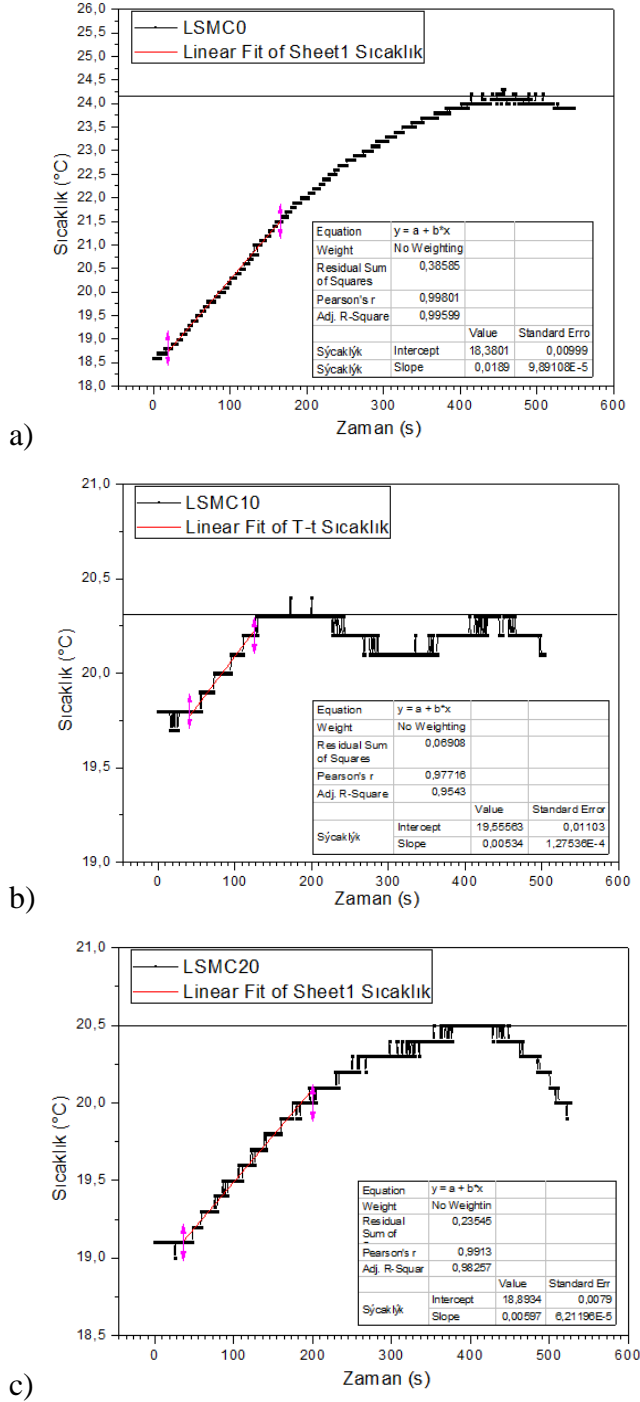 LSMC0
Linear Fit of Sheet1 Sıcaklık
26,0
25,5
25,0
24,5
24,0
23,5
23,0
22,5
22,0
21,5
21,0
20,5
20,0
19,5
19,0
18,5
18,0
Sıcaklık (°C)
Equation y = a + b*x
Weight No Weighting
Residual Sum of Squares 0,38585
Pearson's r 0,99801
Adj. R-Square 0,99599
Value Standard Erro
Sýcaklýk Intercept 18,3801 0,00999
Sýcaklýk Slope 0,0189 9,89108E-5
0 100 200 300 400 500 600
Zaman (s)
a)
LSMC10
Linear Fit of T-t Sıcaklık
21,0
20,5
20,0
19,5
19,0
Sıcaklık (°C)
Equation y = a + b*x
Weight No Weighting
Residual Sum of Squares 0,06908
Pearson's r 0,97716
Adj. R-Square 0,9543
Value Standard Error
Sýcaklýk Intercept 19,55563 0,01103
Slope 0,00534 1,27536E-4
0 100 200 300 400 500 600
Zaman (s)
b)
LSMC20
Linear Fit of Sheet1 Sıcaklık
21,0
20,5
20,0
19,5
19,0
18,5
Sıcaklık (°C)
Equation y = a + b*x
Weight No Weightin
Residual Sum of 0,23545
Pearson's r 0,9913
Adj. R-Squar 0,98257
Value Standard Err
Sýcaklýk Intercept 18,8934 0,0079
Slope 0,00597 6,21196E-5
0 100 200 300 400 500 600
Zaman (s)
c)